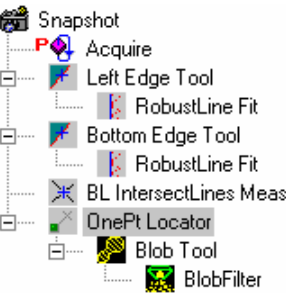 Snapshot
P Acquire
Left Edge Tool
RobustLine Fit
Bottom Edge Tool
RobustLine Fit
BL IntersectLines Meas
OnePt Locator
Blob Tool
BlobFilter